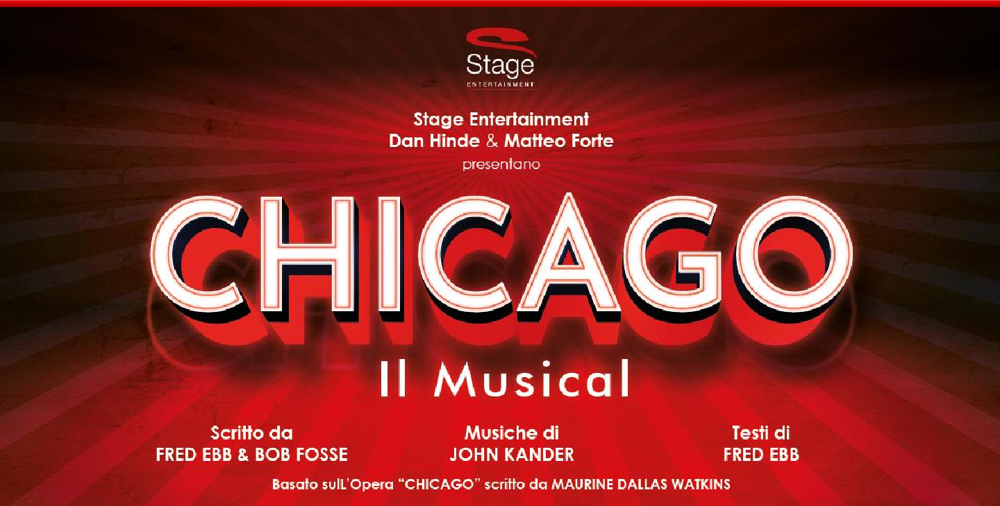 Stage
ENTERTAINMENT
Stage Entertainment
Dan Hinde & Matteo Forte
presentano
CHICAGO
Il Musical
Scritto da
FRED EBB & BOB FOSSE
Musiche di
JOHN KANDER
Testi di
FRED EBB
Basato sulL'Opera “CHICAGO” scritto da MAURINE DALLAS WATKINS